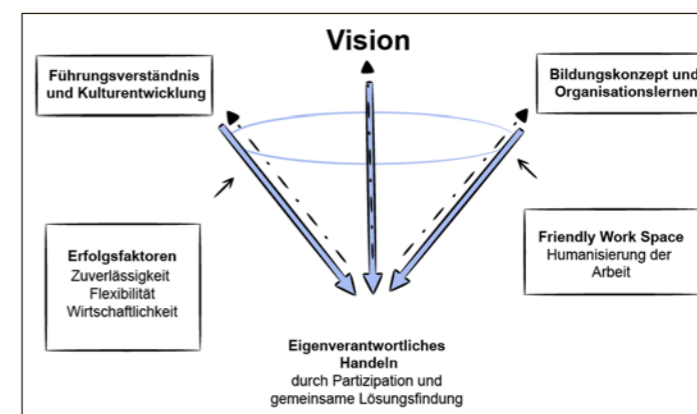 Vision
Führungsverständnis
und Kulturentwicklung
Bildungskonzept und
Organisationslernen
Erfolgsfaktoren
Zuverlässigkeit
Flexibilität
Wirtschaftlichkeit
Friendly Work Space
Humanisierung der
Arbeit
Eigenverantwortliches
Handeln
durch Partizipation und
gemeinsame Lösungsfindung